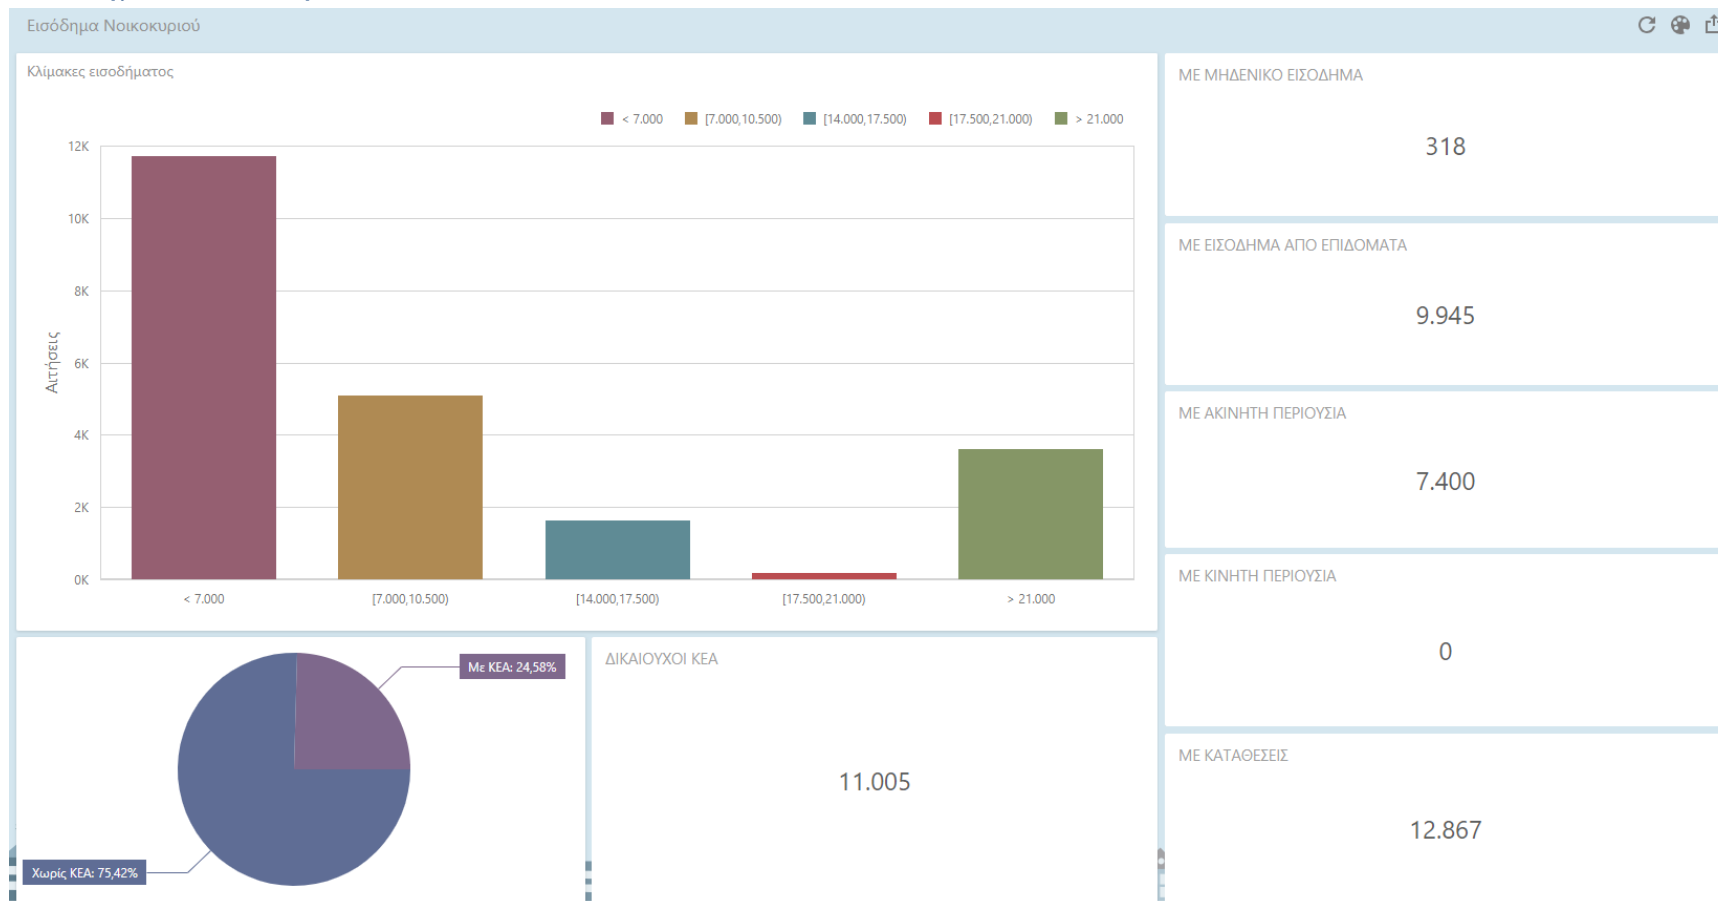 Εισόδημα Νοικοκυριού
Κλίμακες εισοδήματος
< 7.000 [7.000,10.500) [14.000,17.500) [17.500,21.000) > 21.000
12K
10K
8K
6K
4K
2K
0K
Αιτήσεις
< 7.000 [7.000,10.500) [14.000,17.500) [17.500,21.000) > 21.000
ΜΕ ΜΗΔΕΝΙΚΟ ΕΙΣΟΔΗΜΑ
318
ΜΕ ΕΙΣΟΔΗΜΑ ΑΠΟ ΕΠΙΔΟΜΑΤΑ
9.945
ΜΕ ΑΚΙΝΗΤΗ ΠΕΡΙΟΥΣΙΑ
7.400
ΜΕ ΚΙΝΗΤΗ ΠΕΡΙΟΥΣΙΑ
0
ΜΕ ΚΑΤΑΘΕΣΕΙΣ
12.867
Με ΚΕΑ: 24,58%
Χωρίς ΚΕΑ: 75,42%
ΔΙΚΑΙΟΥΧΟΙ ΚΕΑ
11.005